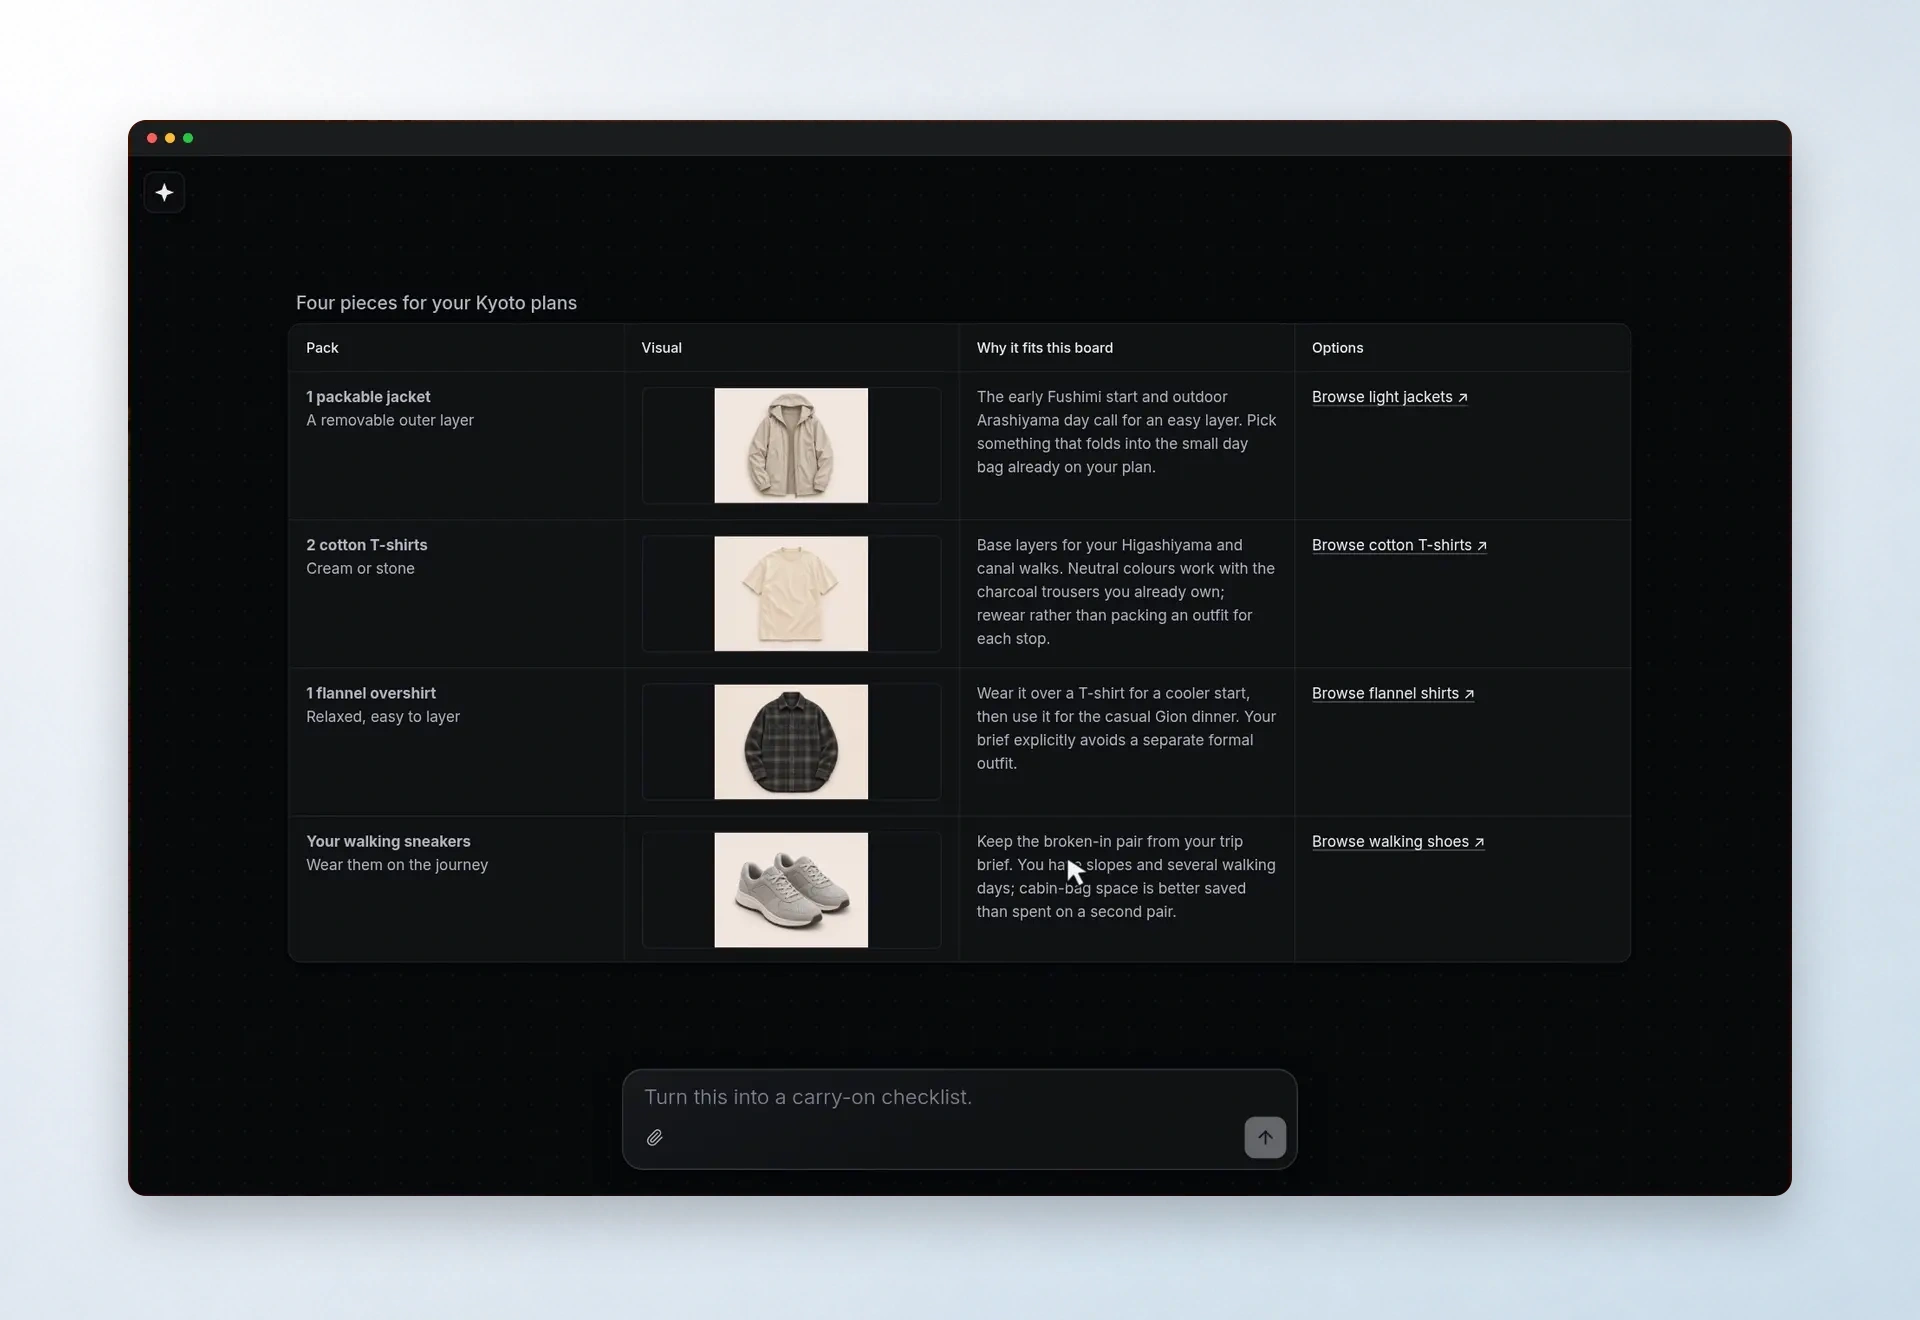 Four pieces for your Kyoto plans
Pack
Visual
Why it fits this board
Options
1 packable jacket
A removable outer layer
The early Fushimi start and outdoor
Arashiyama day call for an easy layer. Pick
something that folds into the small day
bag already on your plan.
Browse light jackets ↗
2 cotton T-shirts
Cream or stone
Base layers for your Higashiyama and
canal walks. Neutral colours work with the
charcoal trousers you already own;
rewear rather than packing an outfit for
each stop.
Browse cotton T-shirts ↗
1 flannel overshirt
Relaxed, easy to layer
Wear it over a T-shirt for a cooler start,
then use it for the casual Gion dinner. Your
brief explicitly avoids a separate formal
outfit.
Browse flannel shirts ↗
Your walking sneakers
Wear them on the journey
Keep the broken-in pair from your trip
brief. You have slopes and several walking
days; cabin-bag space is better saved
than spent on a second pair.
Browse walking shoes ↗
Turn this into a carry-on checklist.